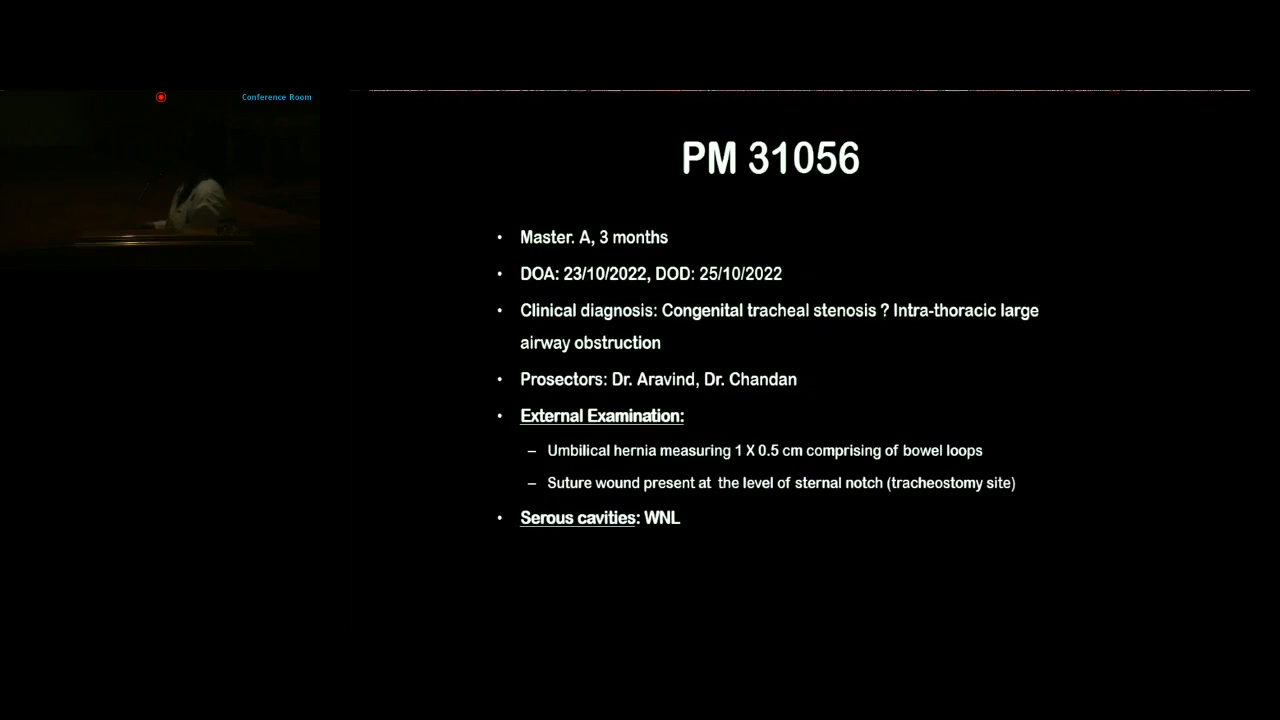 Conference Room
PM 31056
• Master. A, 3 months
• DOA: 23/10/2022, DOD: 25/10/2022
• Clinical diagnosis: Congenital tracheal stenosis ? Intra-thoracic large
airway obstruction
• Prosectors: Dr. Aravind, Dr. Chandan
• External Examination:
– Umbilical hernia measuring 1 X 0.5 cm comprising of bowel loops
– Suture wound present at the level of sternal notch (tracheostomy site)
• Serous cavities: WNL